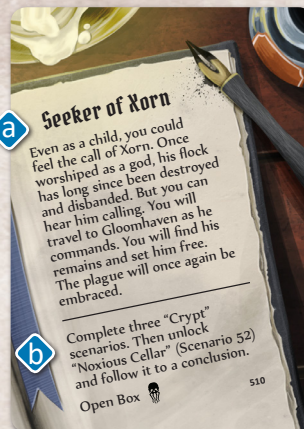 a
Seeker of Xorn
Even as a child, you could
feel the call of Xorn. Once
worshiped as a god, his flock
has long since been destroyed
and disbanded. But you can
hear him calling. You will
travel to Gloomhaven as he
commands. You will find his
remains and set him free.
The plague will once again be
embraced.
b
Complete three “Crypt”
scenarios. Then unlock
“Noxious Cellar” (Scenario 52)
and follow it to a conclusion.
Open Box
510